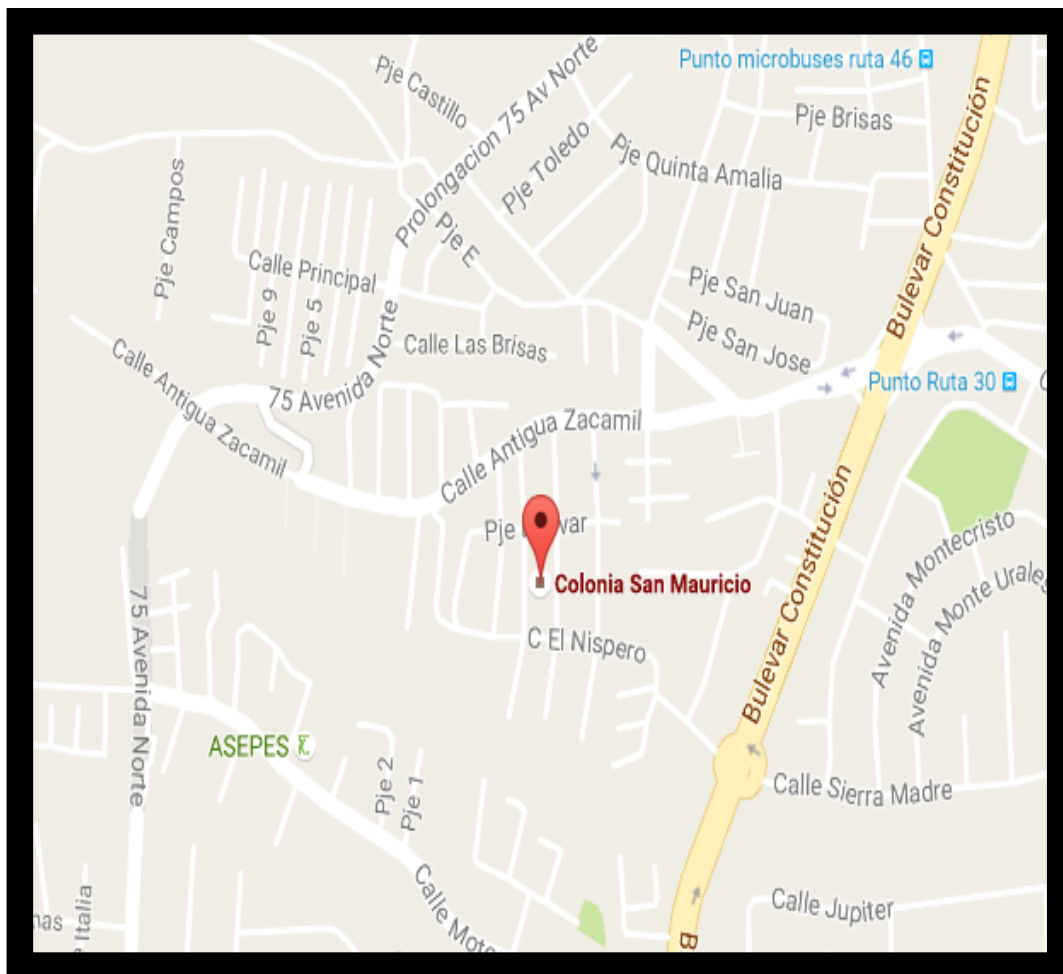 Punto microbuses ruta 46
Pje Castillo
Prolongacion 75 Av Norte
Pje Brisas
Pje Toledo
Pje Quinta Amalia
Bulevar Constitución
Pje Campos
Pje E
Calle Principal
Pje San Juan
Pje 9
Pje 5
Pje San Jose
Calle Las Brisas
75 Avenida Norte
Calle Antigua Zacamil
Punto Ruta 30
Calle Antigua Zacamil
Pje
Bulevar Constitución
Avenida Montecristo
Colonia San Mauricio
Avenida Monte Urales
75 Avenida Norte
C El Nispero
ASEPES
Pje 2
Pje 1
Calle Sierra Madre
Calle Jupiter
Calle
Italia